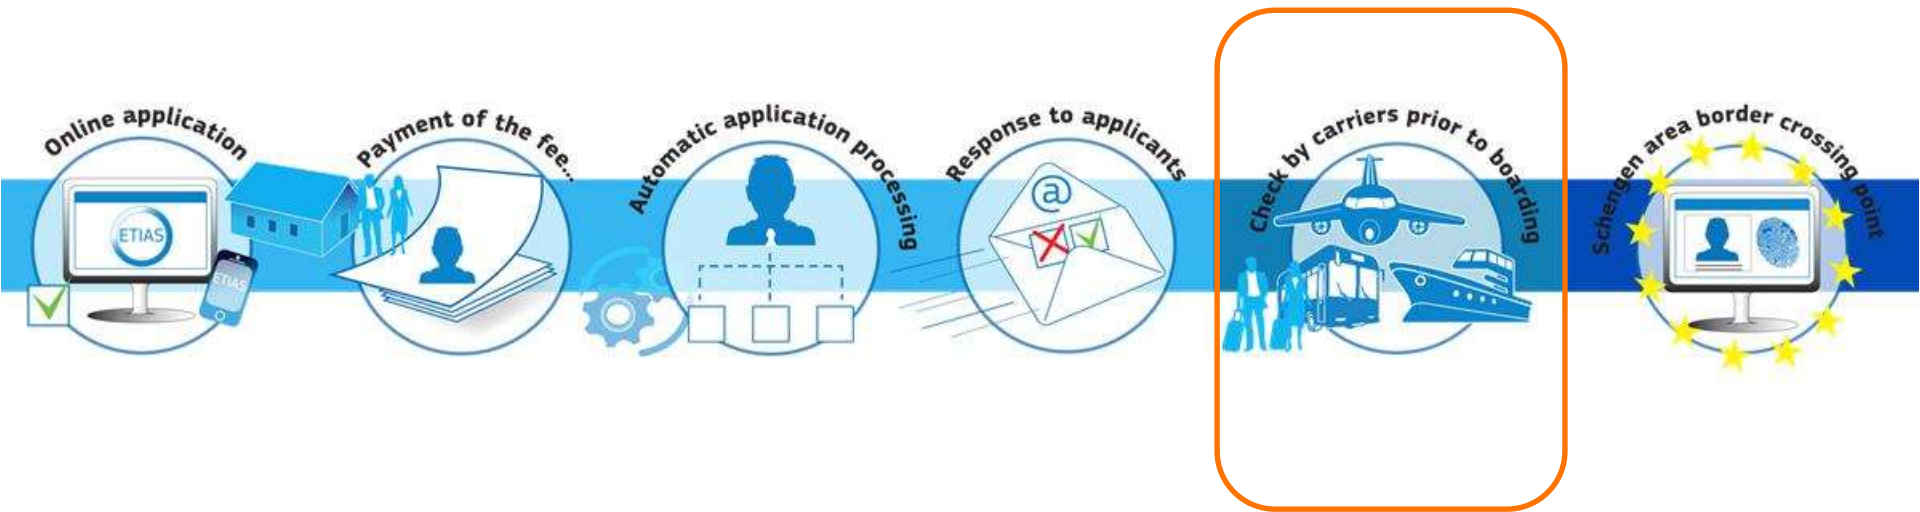 Online application
ETIAS
ETIAS
Payment of the fee...
Automatic application processing
Response to applicants
@
Check by carriers prior to boarding
Schengen area border crossing point